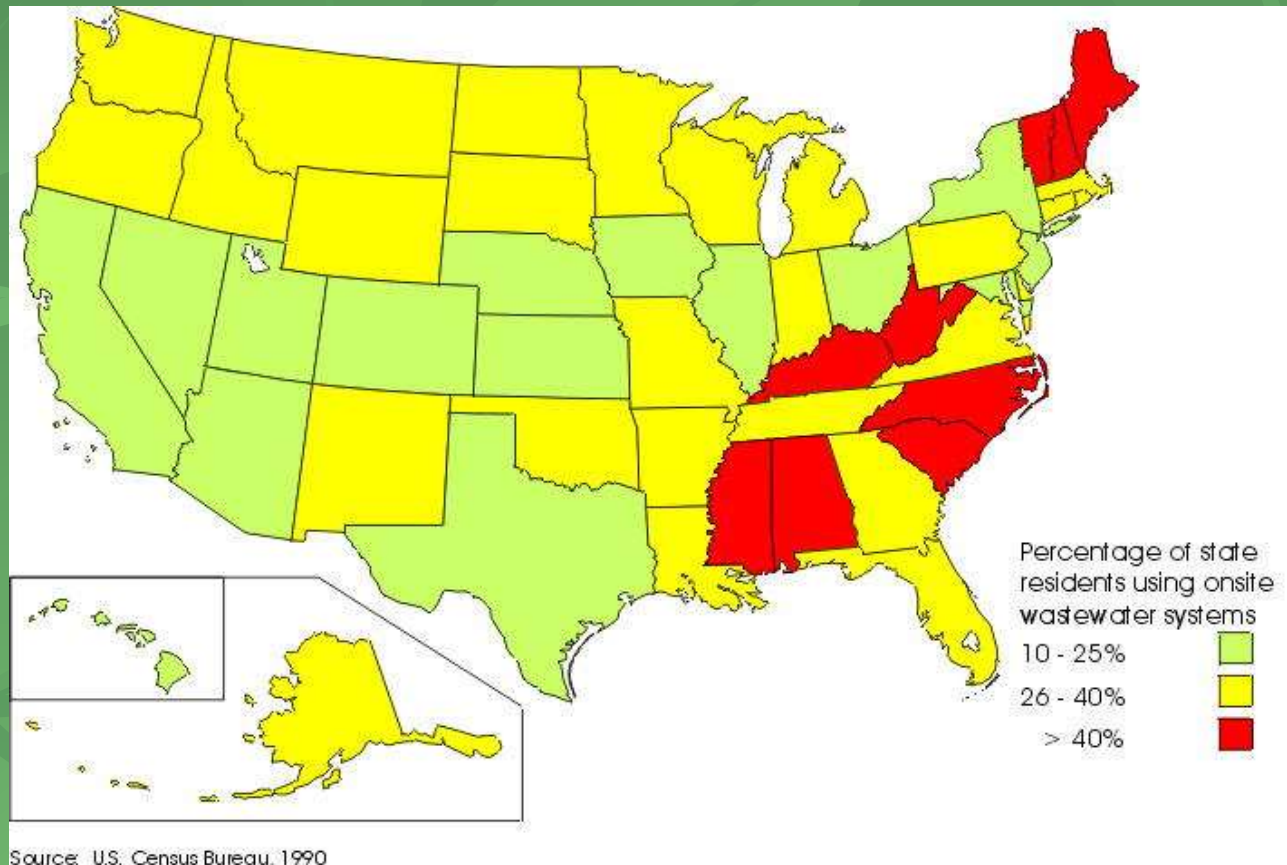 Percentage of state
residents using onsite
wastewater systems
10 - 25%
26 - 40%
> 40%
Source: U.S. Census Bureau, 1990